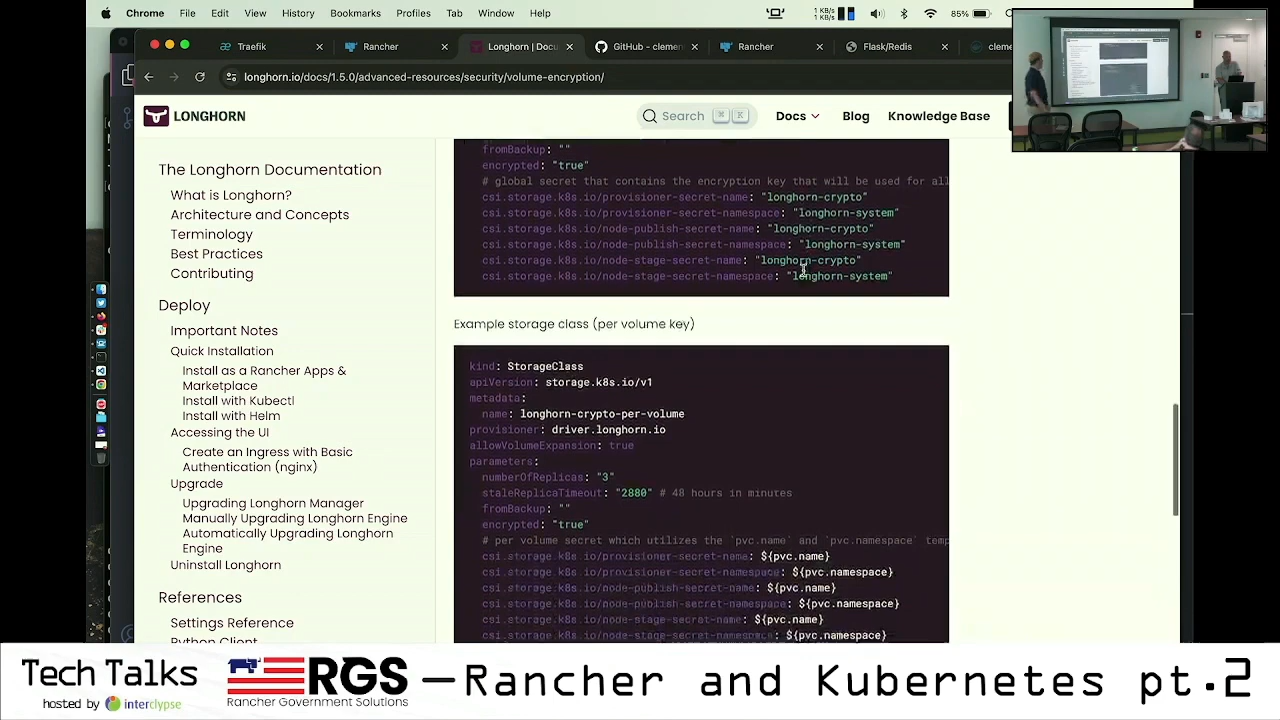 Chrome File Edit View History Bookmarks Profiles Tab Window Help
1 KB/s
1 KB/s
85%
GitH
longhorn.io/docs/1.5.0/advanced-resources/security/volume-encryption/
LONGHORN
Search ⌘ K
Docs
Blog
Knowledge Base
The Longhorn Documentation
What is Longhorn?
Architecture and Concepts
Terminology
Best Practices
Contributing
Deploy
Important Notes
Quick Installation
Install as a Rancher Apps &
Marketplace
Install with Kubectl
Install with Helm
Accessing the UI
Create an Ingress with Basic
Authentication (nginx)
Upgrade
Upgrading Longhorn Manager
Manually Upgrading Longhorn Engine
Automatically Upgrading Longhorn
Engine
Uninstall Longhorn
References
Settings Reference
Python Client
fromBackup: ""
encrypted: "true"
# global secret that contains the encryption key that will be used for all
csi.storage.k8s.io/provisioner-secret-name: "longhorn-crypto"
csi.storage.k8s.io/provisioner-secret-namespace: "longhorn-system"
csi.storage.k8s.io/node-publish-secret-name: "longhorn-crypto"
csi.storage.k8s.io/node-publish-secret-namespace: "longhorn-system"
csi.storage.k8s.io/node-stage-secret-name: "longhorn-crypto"
csi.storage.k8s.io/node-stage-secret-namespace: "longhorn-system"
Example storage class (per volume key)
kind: StorageClass
apiVersion: storage.k8s.io/v1
metadata:
name: longhorn-crypto-per-volume
provisioner: driver.longhorn.io
allowVolumeExpansion: true
parameters:
numberOfReplicas: "3"
staleReplicaTimeout: "2880" # 48 hours in minutes
fromBackup: ""
encrypted: "true"
# per volume secret which utilizes the `pvc.name` and `pvc.namespace` temp
csi.storage.k8s.io/provisioner-secret-name: ${pvc.name}
csi.storage.k8s.io/provisioner-secret-namespace: ${pvc.namespace}
csi.storage.k8s.io/node-publish-secret-name: ${pvc.name}
csi.storage.k8s.io/node-publish-secret-namespace: ${pvc.namespace}
csi.storage.k8s.io/node-stage-secret-name: ${pvc.name}
csi.storage.k8s.io/node-stage-secret-namespace: ${pvc.namespace}
Tech Talks
hosted by interclypse
RGS
Rancher Government Solutions
—Rancher and Kubernetes pt.2